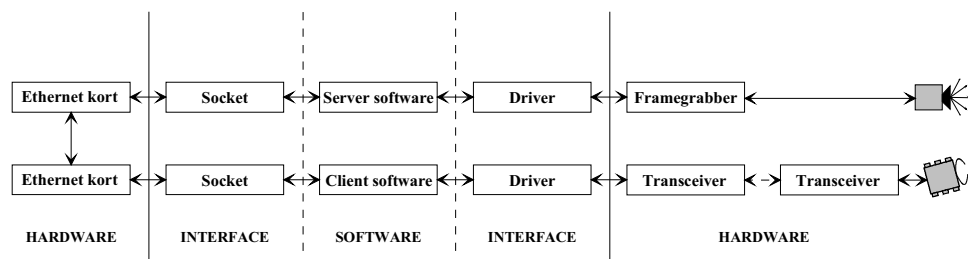 Ethernet kort Socket Server software Driver Framegrabber
Ethernet kort Socket Client software Driver Transceiver Transceiver
HARDWARE INTERFACE SOFTWARE INTERFACE HARDWARE